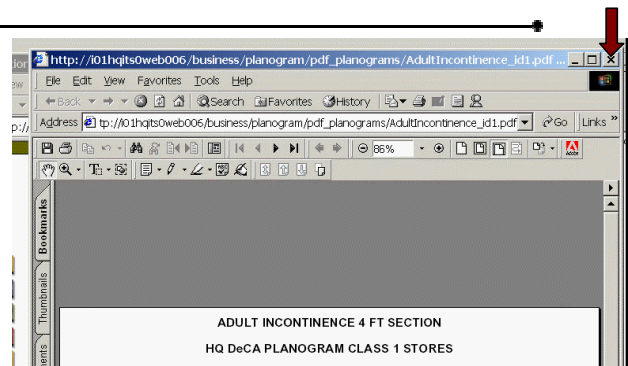 http://i01hqits0web006/business/planogram/pdf_planograms/AdultIncontinence_id1.pdf ...
File Edit View Favorites Tools Help
Back Search Favorites History
Address tp://i01hqits0web006/business/planogram/pdf_planograms/AdultIncontinence_id1.pdf Go Links »
86% Adobe
Bookmarks
Thumbnails
ADULT INCONTINENCE 4 FT SECTION
HQ DeCA PLANOGRAM CLASS 1 STORES